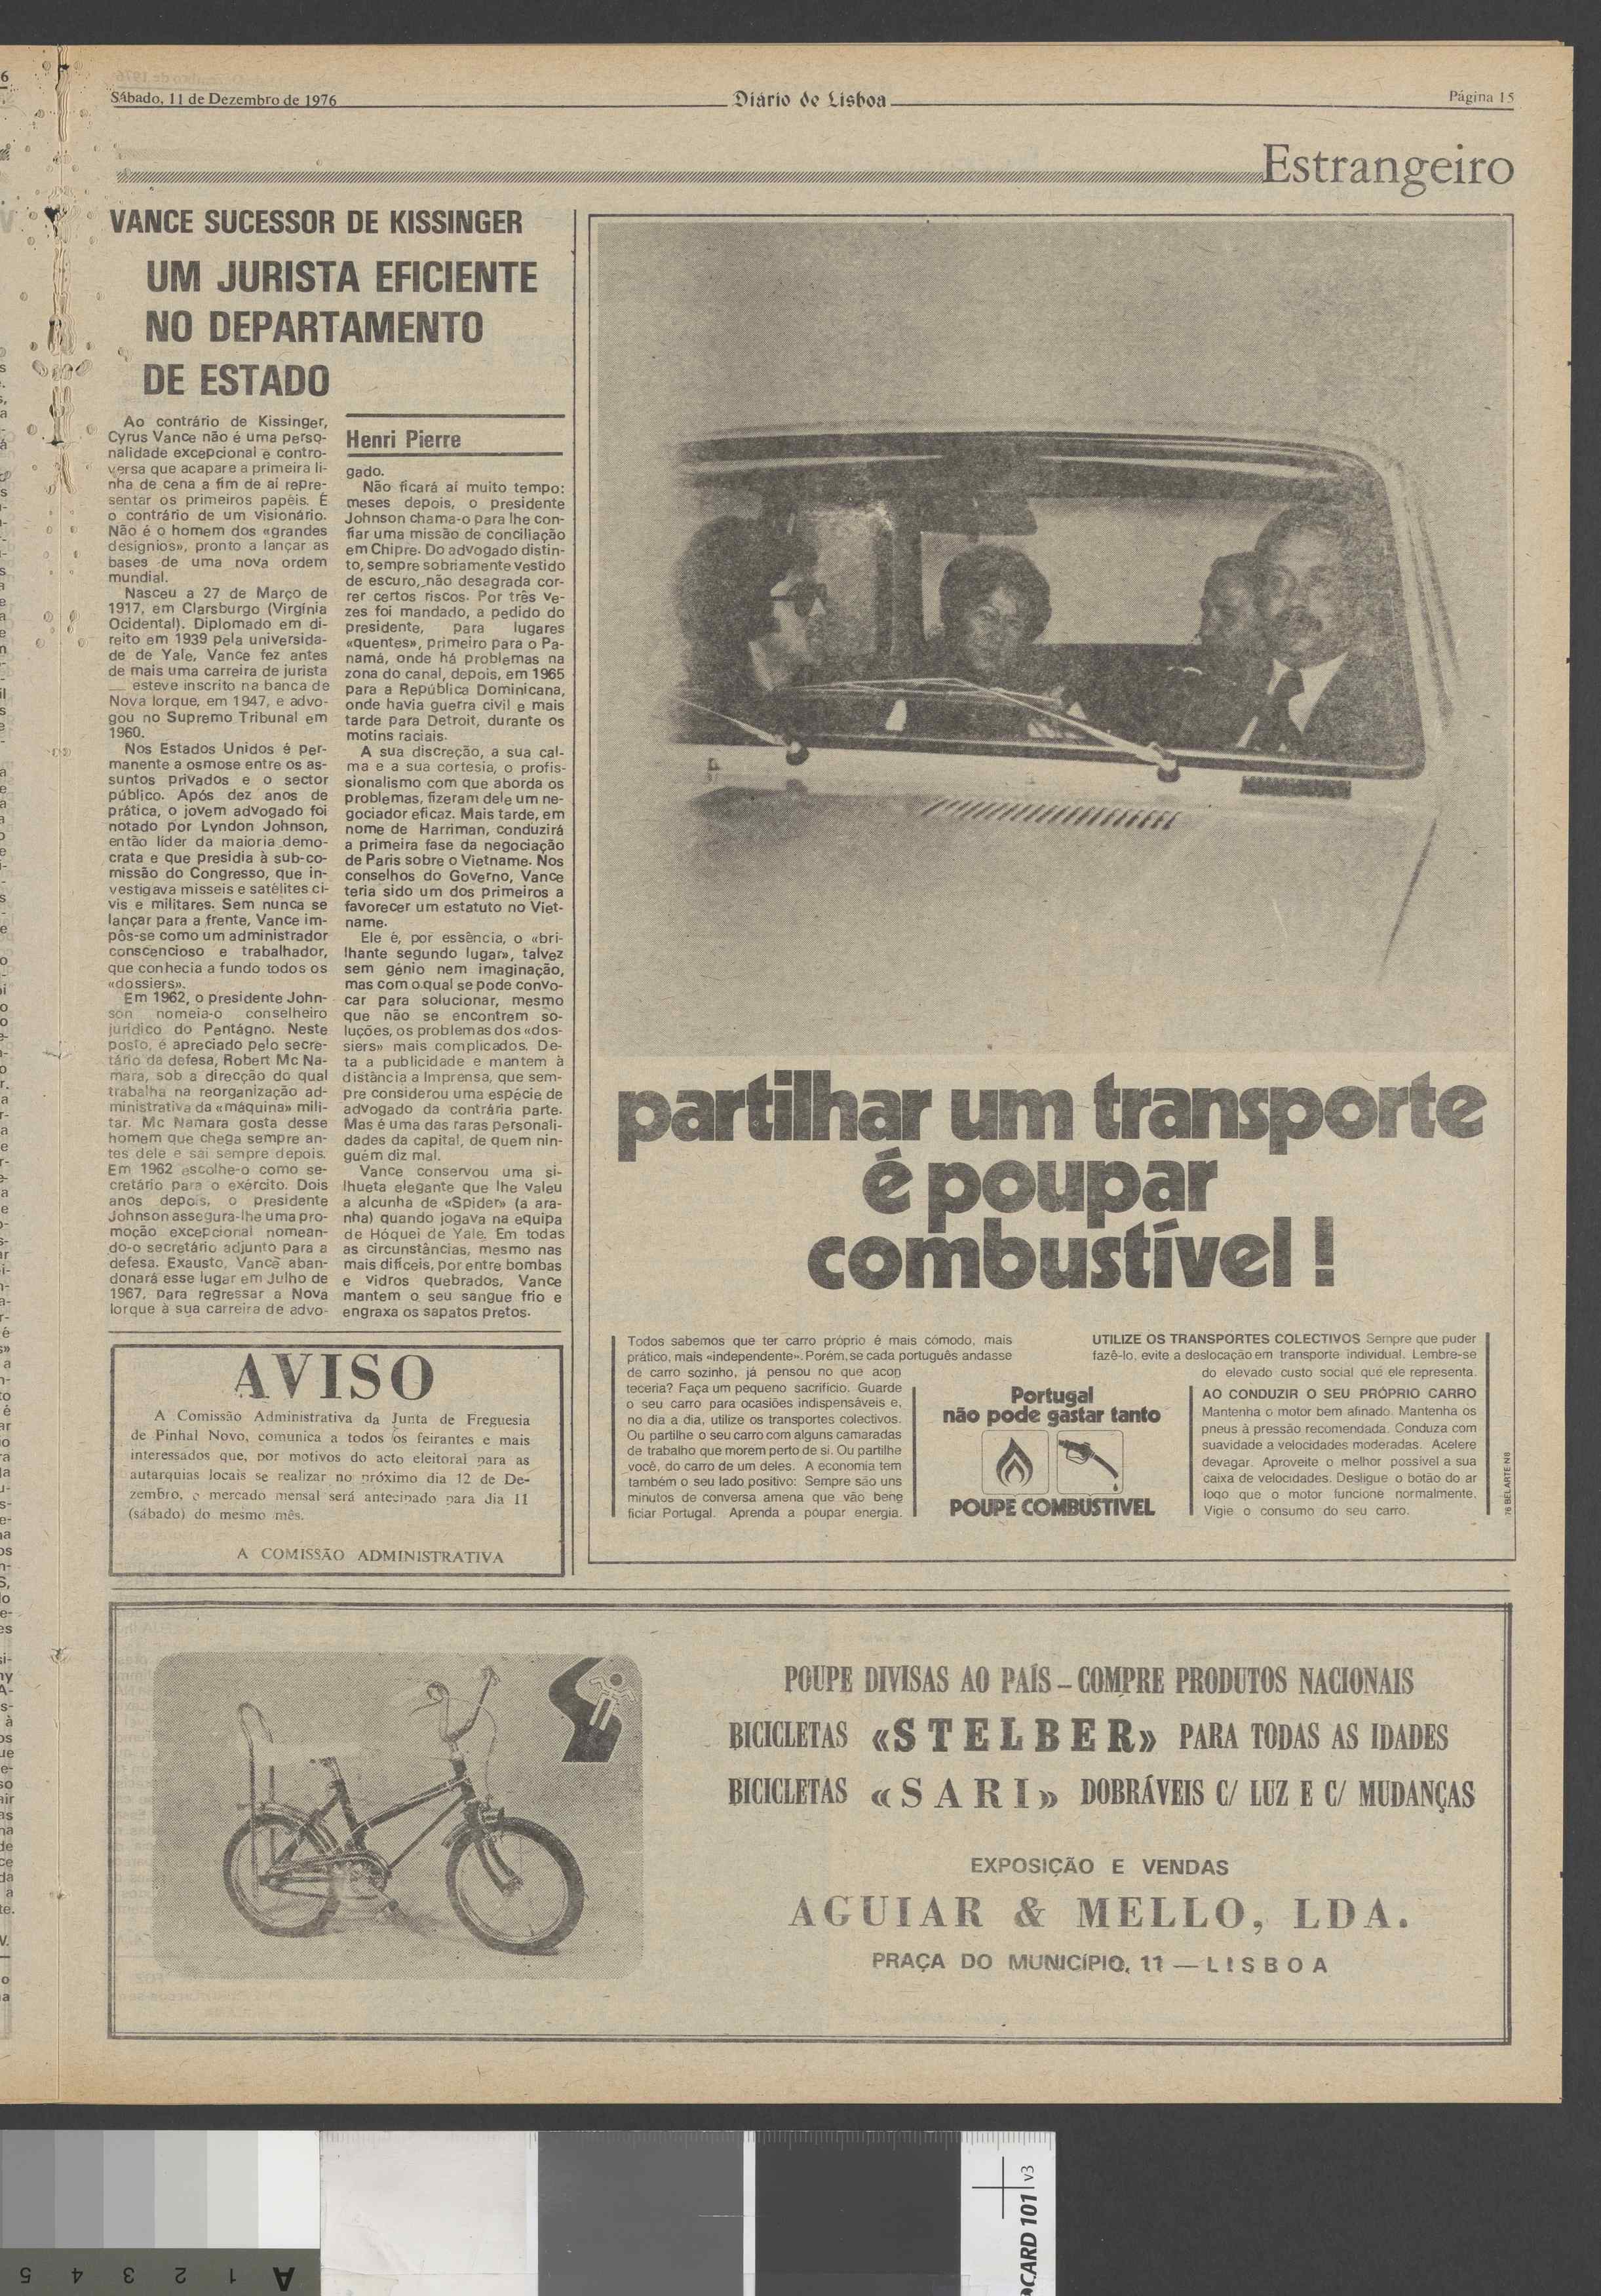 Sábado, 11 de Dezembro de 1976
Diário de Lisboa
Página 15
Estrangeiro
VANCE SUCESSOR DE KISSINGER
UM JURISTA EFICIENTE
NO DEPARTAMENTO
DE ESTADO
Ao contrário de Kissinger,
Cyrus Vance não é uma perso-
nalidade excepcional e contro-
versa que acapare a primeira li-
nha de cena a fim de aí repre-
sentar os primeiros papéis. É
o contrário de um visionário.
Não é o homem dos «grandes
desígnios», pronto a lançar as
bases de uma nova ordem
mundial.
Nasceu a 27 de Março de
1917, em Clarsburgo (Virgínia
Ocidental). Diplomado em di-
reito em 1939 pela universida-
de de Yale, Vance fez antes
de mais uma carreira de jurista
— esteve inscrito na banca de
Nova Iorque, em 1947, e advo-
gou no Supremo Tribunal em
1960.
Nos Estados Unidos é per-
manente a osmose entre os as-
suntos privados e o sector
público. Após dez anos de
prática, o jovem advogado foi
notado por Lyndon Johnson,
então líder da maioria demo-
crata e que presidia à sub-co-
missão do Congresso, que in-
vestigava mísseis e satélites ci-
vis e militares. Sem nunca se
lançar para a frente, Vance im-
pôs-se como um administrador
conscencioso e trabalhador,
que conhecia a fundo todos os
«dossiers».
Em 1962, o presidente John-
son nomeia-o conselheiro
jurídico do Pentágno. Neste
posto, é apreciado pelo secre-
tário da defesa, Robert Mc Na-
mara, sob a direcção do qual
trabalha na reorganização ad-
ministrativa da «máquina» mili-
tar. Mc Namara gosta desse
homem que chega sempre an-
tes dele e sai sempre depois.
Em 1962 escolhe-o como se-
cretário para o exército. Dois
anos depois, o presidente
Johnson assegura-lhe uma pro-
moção excepcional nomean-
do-o secretário adjunto para a
defesa. Exausto, Vance aban-
donará esse lugar em Julho de
1967, para regressar a Nova
Iorque à sua carreira de advo-
Henri Pierre
gado.
Não ficará aí muito tempo:
meses depois, o presidente
Johnson chama-o para lhe con-
fiar uma missão de conciliação
em Chipre. Do advogado distin-
to, sempre sobriamente vestido
de escuro, não desagrada cor-
rer certos riscos. Por três ve-
zes foi mandado, a pedido do
presidente, para lugares
«quentes», primeiro para o Pa-
namá, onde há problemas na
zona do canal, depois, em 1965
para a República Dominicana,
onde havia guerra civil e mais
tarde para Detroit, durante os
motins raciais.
A sua discreção, a sua cal-
ma e a sua cortesia, o profis-
sionalismo com que aborda os
problemas, fizeram dele um ne-
gociador eficaz. Mais tarde, em
nome de Harriman, conduzirá
a primeira fase da negociação
de Paris sobre o Vietname. Nos
conselhos do Governo, Vance
teria sido um dos primeiros a
favorecer um estatuto no Viet-
name.
Ele é, por essência, o «bri-
lhante segundo lugar», talvez
sem génio nem imaginação,
mas com o qual se pode convo-
car para solucionar, mesmo
que não se encontrem so-
luções, os problemas dos «dos-
siers» mais complicados. De-
ta a publicidade e mantem à
distância a Imprensa, que sem-
pre considerou uma espécie de
advogado da contrária parte.
Mas é uma das raras personali-
dades da capital, de quem nin-
guém diz mal.
Vance conservou uma si-
lhueta elegante que lhe valeu
a alcunha de «Spider» (a ara-
nha) quando jogava na equipa
de Hóquei de Yale. Em todas
as circunstâncias, mesmo nas
mais difíceis, por entre bombas
e vidros quebrados, Vance
mantem o seu sangue frio e
engraxa os sapatos pretos.
AVISO
A Comissão Administrativa da Junta de Freguesia
de Pinhal Novo, comunica a todos os feirantes e mais
interessados que, por motivos do acto eleitoral para as
autarquias locais se realizar no próximo dia 12 de De-
zembro, o mercado mensal será antecipado para dia 11
(sábado) do mesmo mês.
A COMISSÃO ADMINISTRATIVA
partilhar um transporte
é poupar
combustível!
Todos sabemos que ter carro próprio é mais cómodo, mais
prático, mais «independente». Porém, se cada português andasse
de carro sozinho, já pensou no que acon
teceria? Faça um pequeno sacrifício. Guarde
o seu carro para ocasiões indispensáveis e,
no dia a dia, utilize os transportes colectivos.
Ou partilhe o seu carro com alguns camaradas
de trabalho que morem perto de si. Ou partilhe
você, do carro de um deles. A economia tem
também o seu lado positivo: Sempre são uns
minutos de conversa amena que vão bene
ficiar Portugal. Aprenda a poupar energia.
Portugal
não pode gastar tanto
POUPE COMBUSTIVEL
UTILIZE OS TRANSPORTES COLECTIVOS Sempre que puder
fazê-lo, evite a deslocação em transporte individual. Lembre-se
do elevado custo social que ele representa.
AO CONDUZIR O SEU PRÓPRIO CARRO
Mantenha o motor bem afinado. Mantenha os
pneus à pressão recomendada. Conduza com
suavidade a velocidades moderadas. Acelere
devagar. Aproveite o melhor possível a sua
caixa de velocidades. Desligue o botão do ar
logo que o motor funcione normalmente.
Vigie o consumo do seu carro.
76 BELARTE N8
POUPE DIVISAS AO PAÍS – COMPRE PRODUTOS NACIONAIS
BICICLETAS «STELBER» PARA TODAS AS IDADES
BICICLETAS «SARI» DOBRÁVEIS C/ LUZ E C/ MUDANÇAS
EXPOSIÇÃO E VENDAS
AGUIAR & MELLO, LDA.
PRAÇA DO MUNICÍPIO, 11 — LISBOA
A 1 2 3 4 5
CARD 101 v3